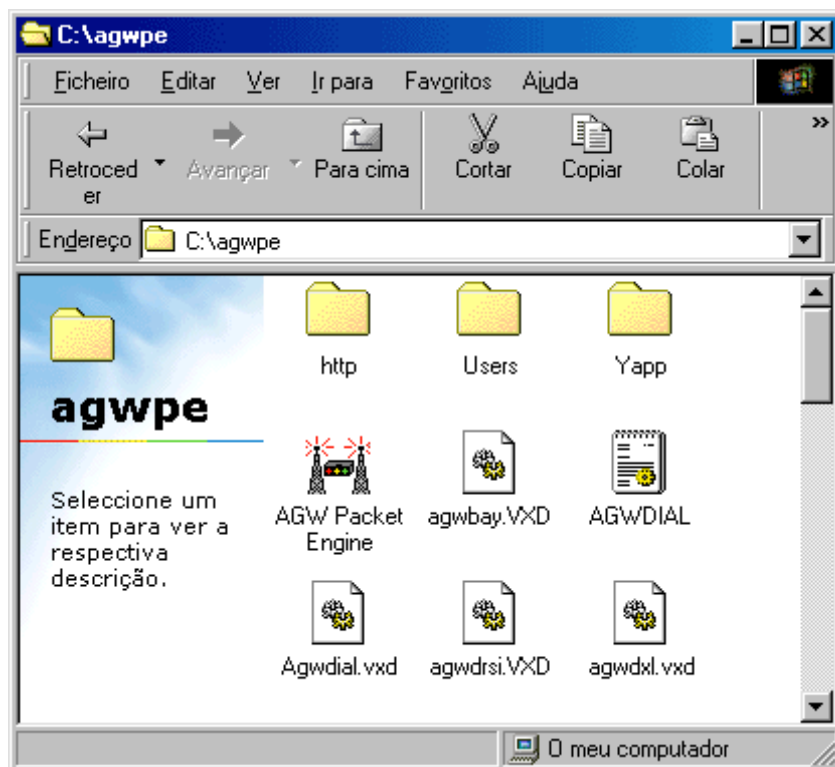 C:\agwpe
Ficheiro Editar Ver Ir para Favoritos Ajuda
Retroceder Avançar Para cima Cortar Copiar Colar »
Endereço C:\agwpe
http Users Yapp
agwpe
Seleccione um
item para ver a
respectiva
descrição.
AGW Packet
Engine
agwbay.VXD
AGWDIAL
Agwdial.vxd
agwdrsi.VXD
agwdxl.vxd
O meu computador